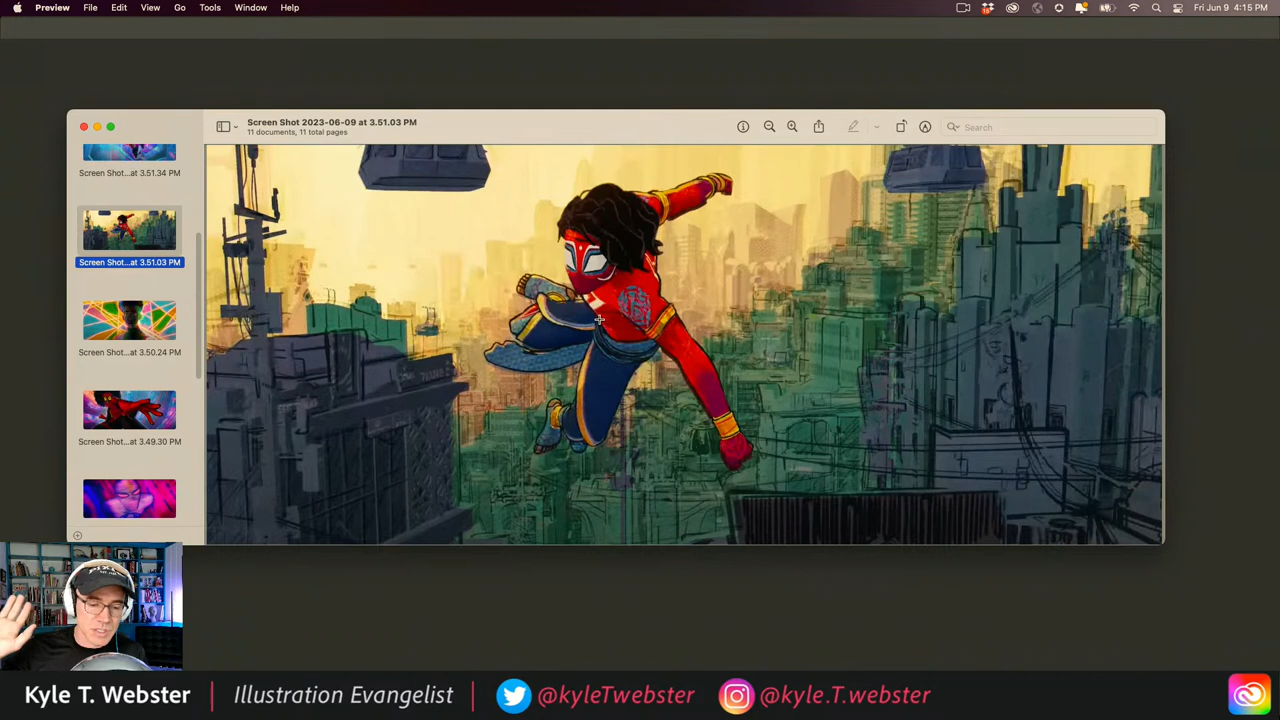 Preview File Edit View Go Tools Window Help
Fri Jun 9 4:15 PM
Screen Shot 2023-06-09 at 3.51.03 PM
11 documents, 11 total pages
Search
Screen Shot...at 3.51.34 PM
Screen Shot...at 3.51.03 PM
Screen Shot...at 3.50.24 PM
Screen Shot...at 3.49.30 PM
Kyle T. Webster | Illustration Evangelist @kyleTwebster @kyle.T.webster